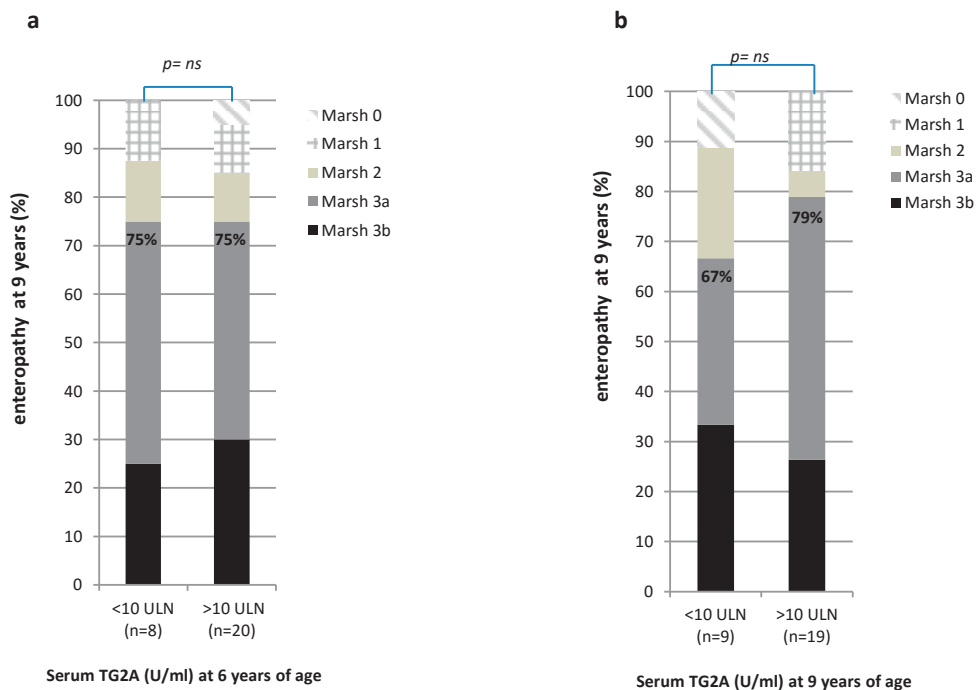 a
p= ns
100
90
80
70
60
50
40
30
20
10
0
enteropathy at 9 years (%)
75%
75%
Marsh 0
Marsh 1
Marsh 2
Marsh 3a
Marsh 3b
<10 ULN >10 ULN
(n=8) (n=20)
Serum TG2A (U/ml) at 6 years of age
b
p= ns
100
90
80
70
60
50
40
30
20
10
0
enteropathy at 9 years (%)
67%
79%
Marsh 0
Marsh 1
Marsh 2
Marsh 3a
Marsh 3b
<10 ULN >10 ULN
(n=9) (n=19)
Serum TG2A (U/ml) at 9 years of age